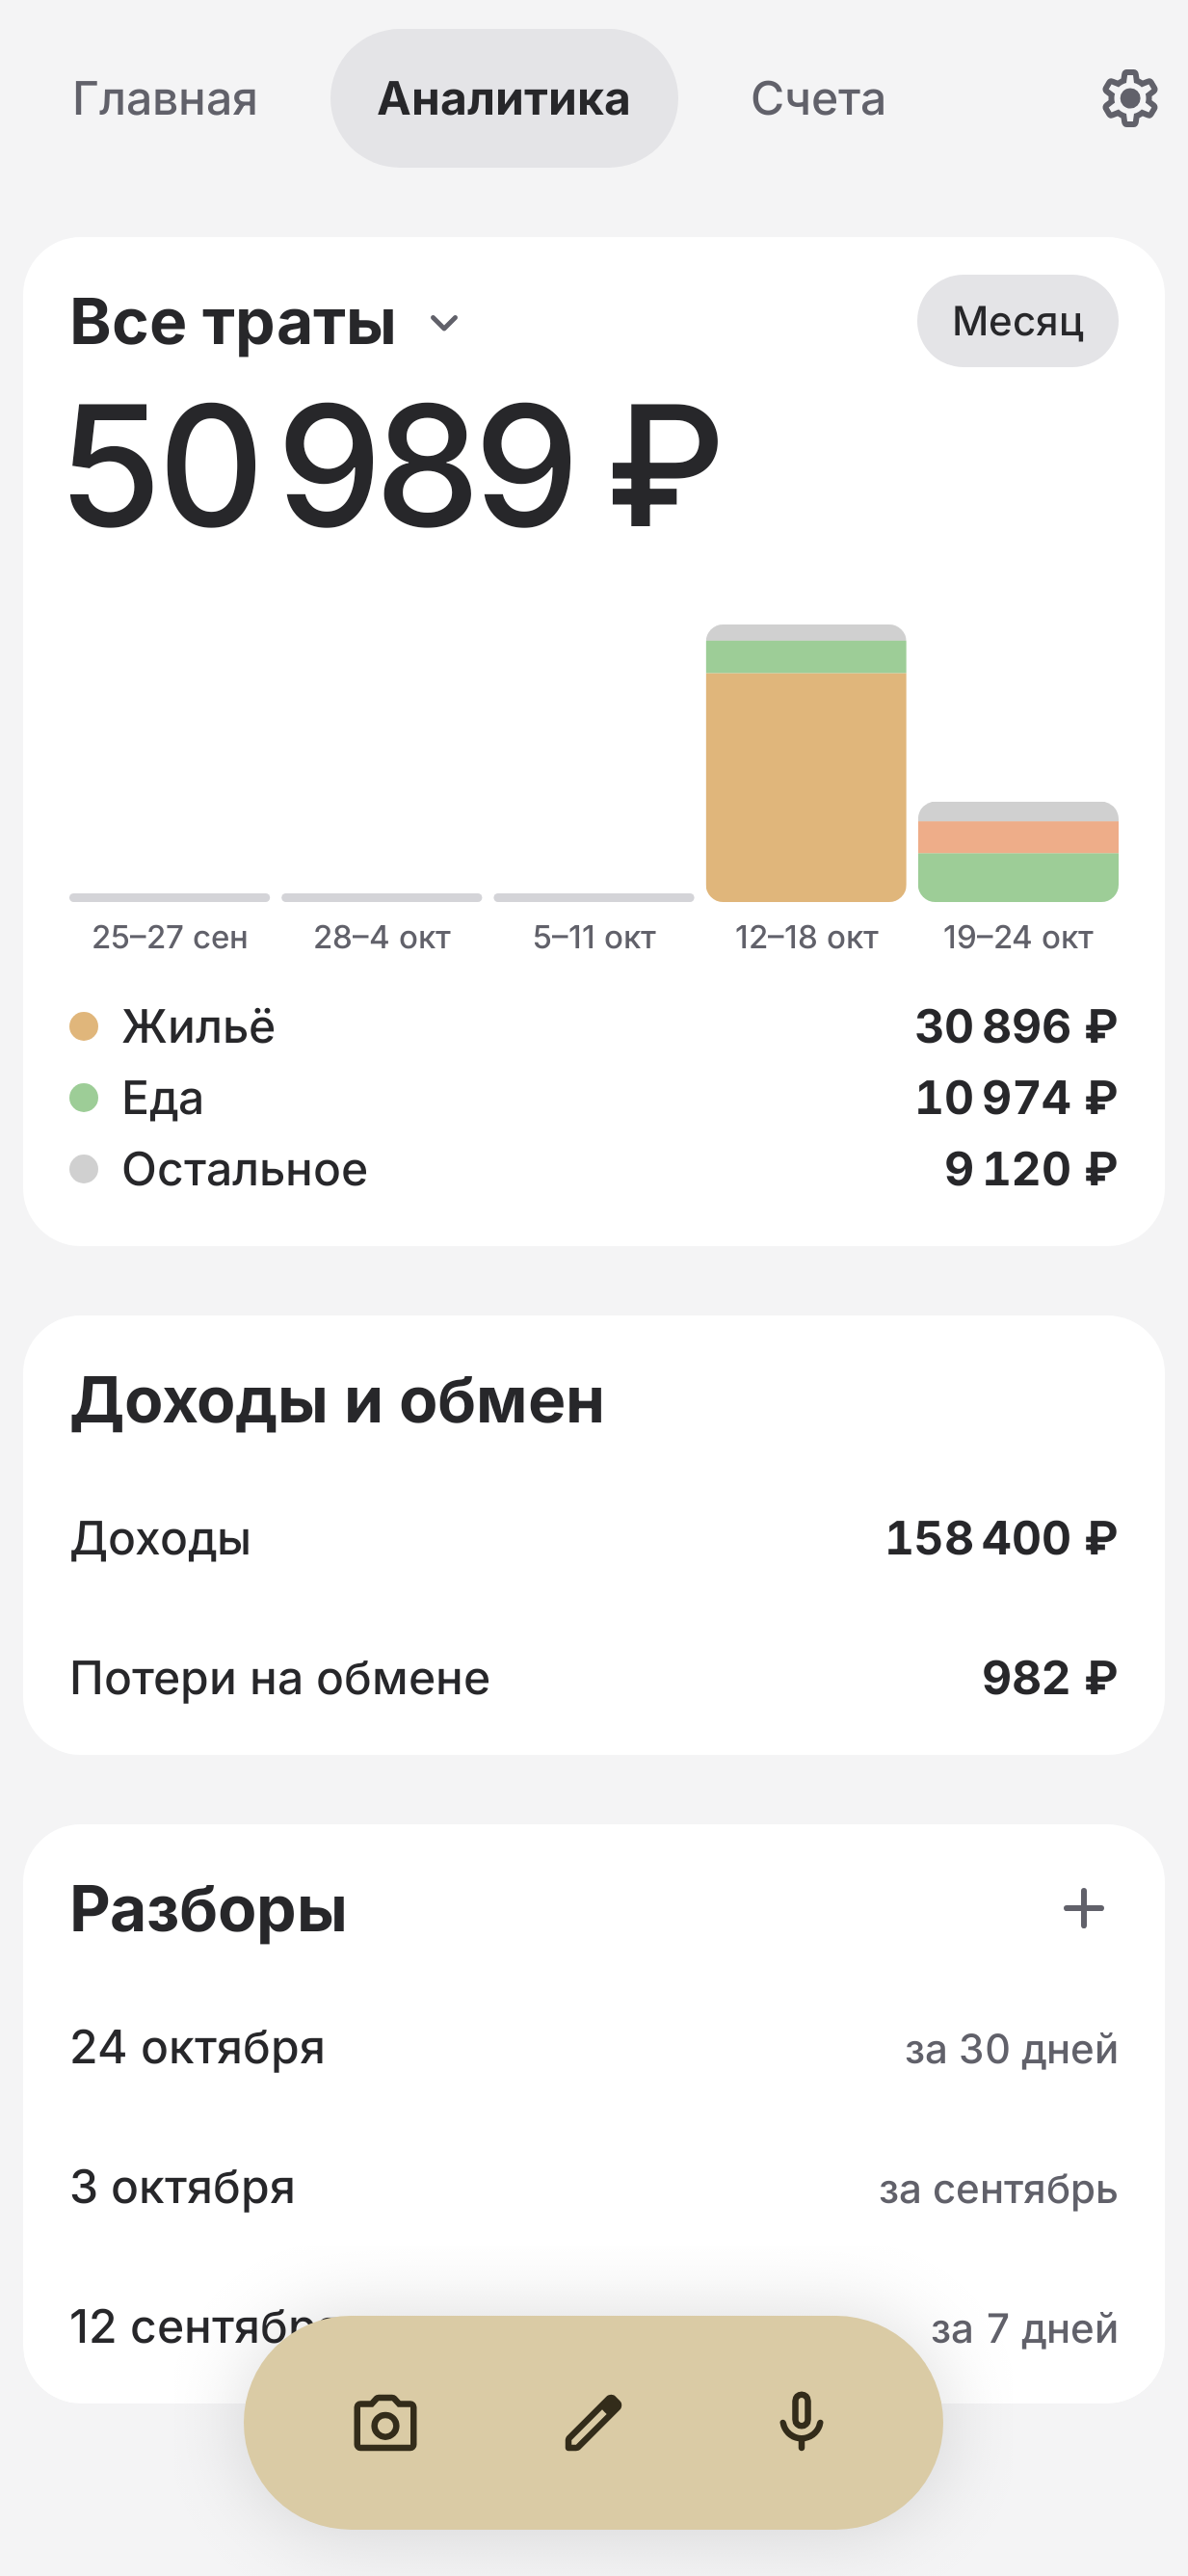 Главная Аналитика Счета
Все траты Месяц
50 989 ₽
25–27 сен 28–4 окт 5–11 окт 12–18 окт 19–24 окт
Жильё 30 896 ₽
Еда 10 974 ₽
Остальное 9 120 ₽
Доходы и обмен
Доходы 158 400 ₽
Потери на обмене 982 ₽
Разборы
24 октября за 30 дней
3 октября за сентябрь
12 за 7 дней